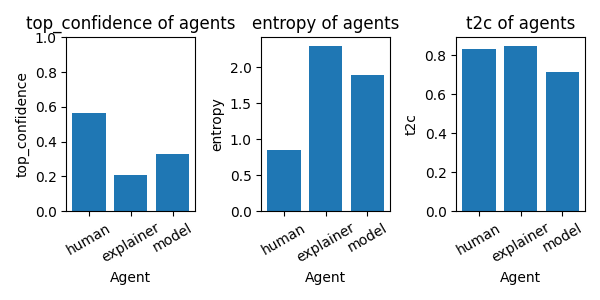 top_confidence of agents
entropy of agents
t2c of agents
top_confidence
1.0
0.8
0.6
0.4
0.2
0.0
human
explainer
model
Agent
entropy
2.0
1.5
1.0
0.5
0.0
human
explainer
model
Agent
t2c
0.8
0.6
0.4
0.2
0.0
human
explainer
model
Agent